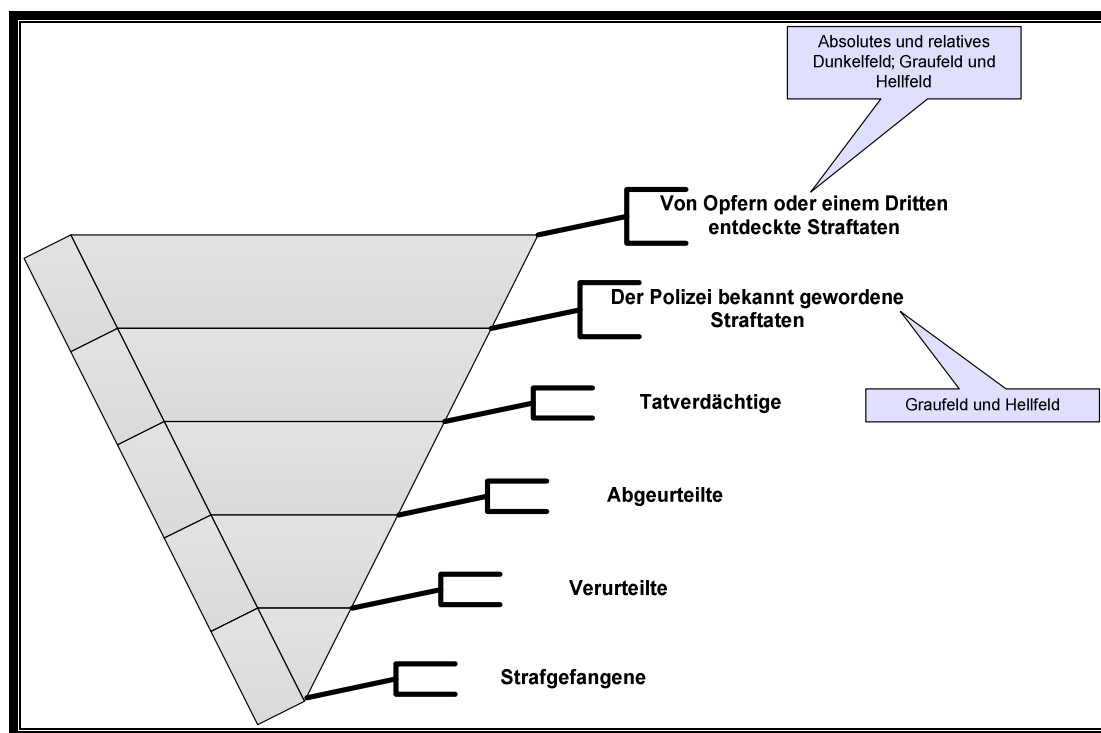 Absolutes und relatives
Dunkelfeld; Graufeld und
Hellfeld
Von Opfern oder einem Dritten
entdeckte Straftaten
Der Polizei bekannt gewordene
Straftaten
Tatverdächtige
Graufeld und Hellfeld
Abgeurteilte
Verurteilte
Strafgefangene